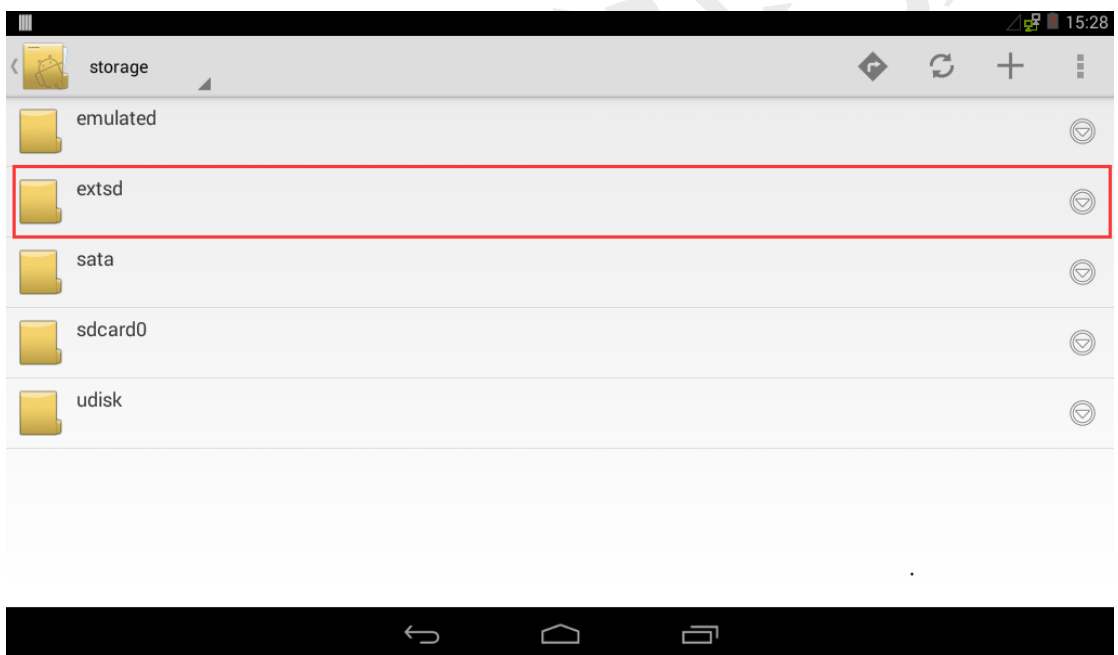 15:28
storage
emulated
extsd
sata
sdcard0
udisk